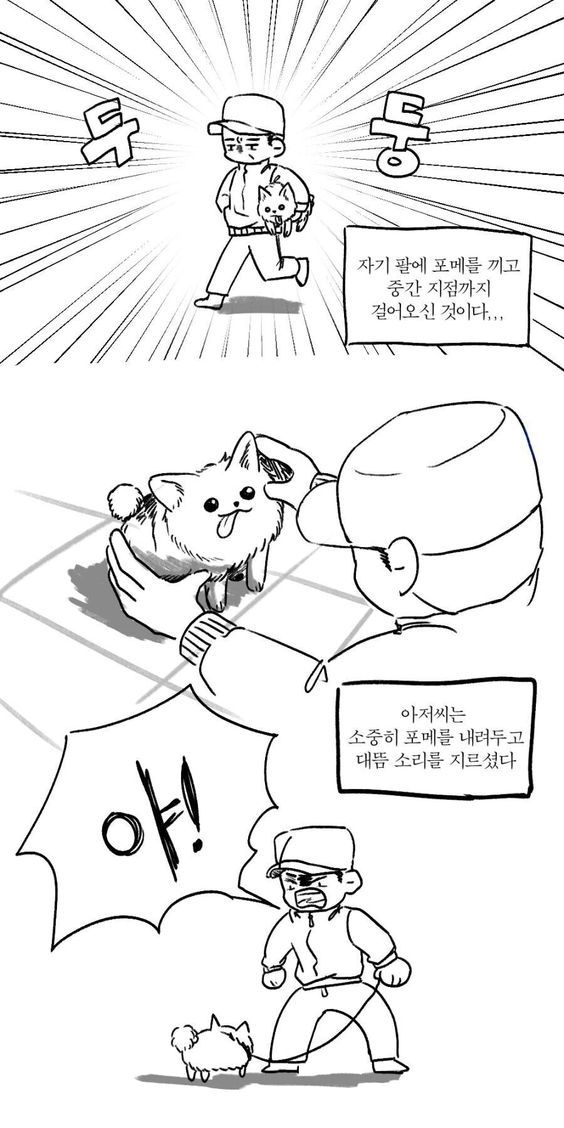 두둥
자기 팔에 포메를 끼고
중간 지점까지
걸어오신 것이다,,,
아저씨는
소중히 포메를 내려두고
대뜸 소리를 지르셨다
야!